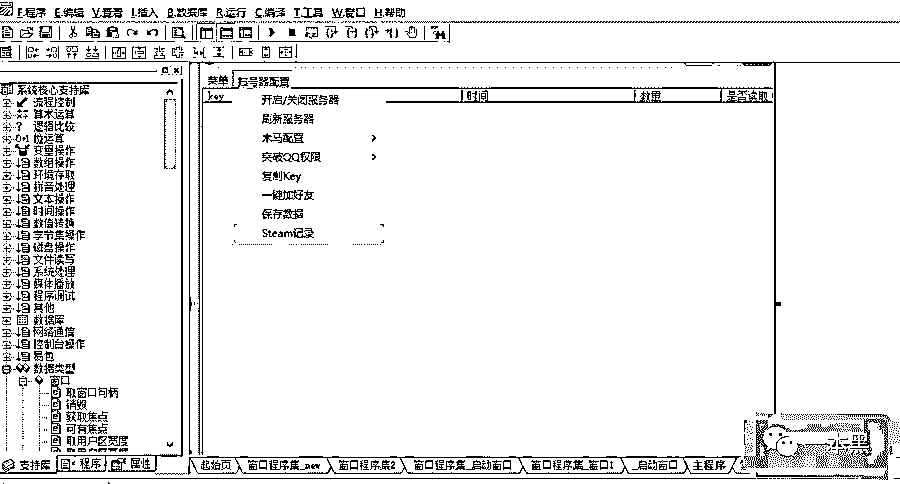 F.程序 E.编辑 V.查看 I.插入 B.数据库 R.运行 C.编译 T.工具 W.窗口 H.帮助
系统核心支持库
流程控制
算术运算
逻辑比较
位运算
变量操作
数组操作
环境存取
拼音处理
文本操作
时间操作
数值转换
字节集操作
磁盘操作
文件读写
系统处理
媒体播放
程序调试
其他
数据库
网络通信
控制台操作
易包
数据类型
窗口
取窗口句柄
销毁
获取焦点
可有焦点
取用户区宽度
支持库 程序 属性
菜单 扫号器配置
key 时间 数量 是否读取
开启/关闭服务器
刷新服务器
木马配置
突破QQ权限
复制Key
一键加好友
保存数据
Steam记录
起始页 窗口程序集_new 窗口程序集2 窗口程序集_启动窗口 窗口程序集_窗口1 _启动窗口 主程序
一本黑